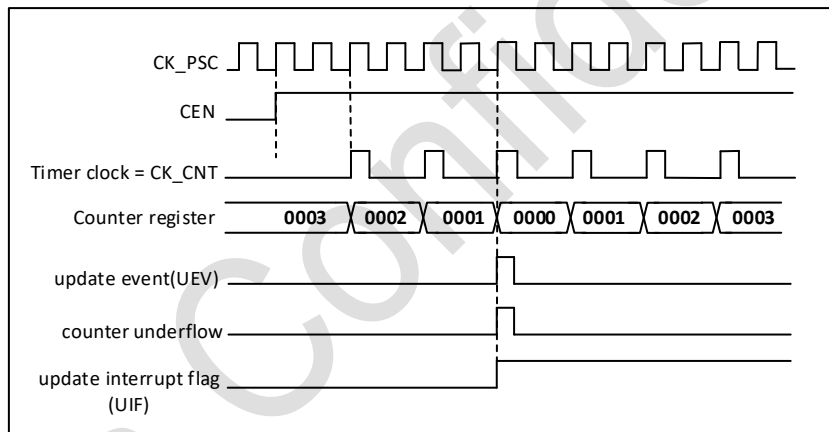 CK_PSC
CEN
Timer clock = CK_CNT
Counter register 0003 0002 0001 0000 0001 0002 0003
update event(UEV)
counter underflow
update interrupt flag
(UIF)